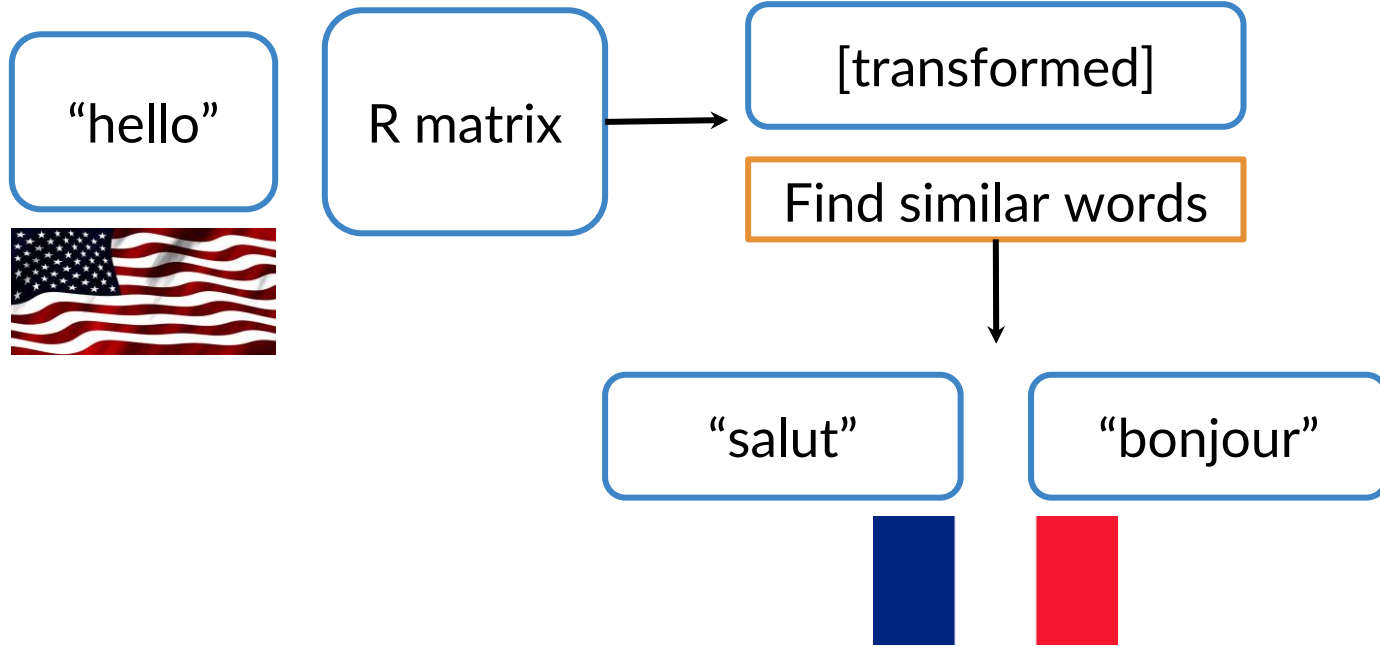 “hello”
R matrix
[transformed]
Find similar words
“salut”
“bonjour”